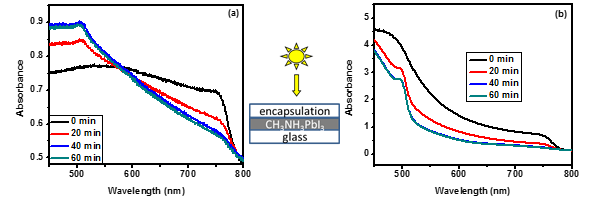 (a)
0.9
0.8
0.7
0.6
0.5
Absorbance
0 min
20 min
40 min
60 min
500 600 700 800
Wavelength (nm)
encapsulation
CH3NH3PbI3
glass
(b)
5
4
3
2
1
0
Absorbance
0 min
20 min
40 min
60 min
500 600 700 800
Wavelength (nm)